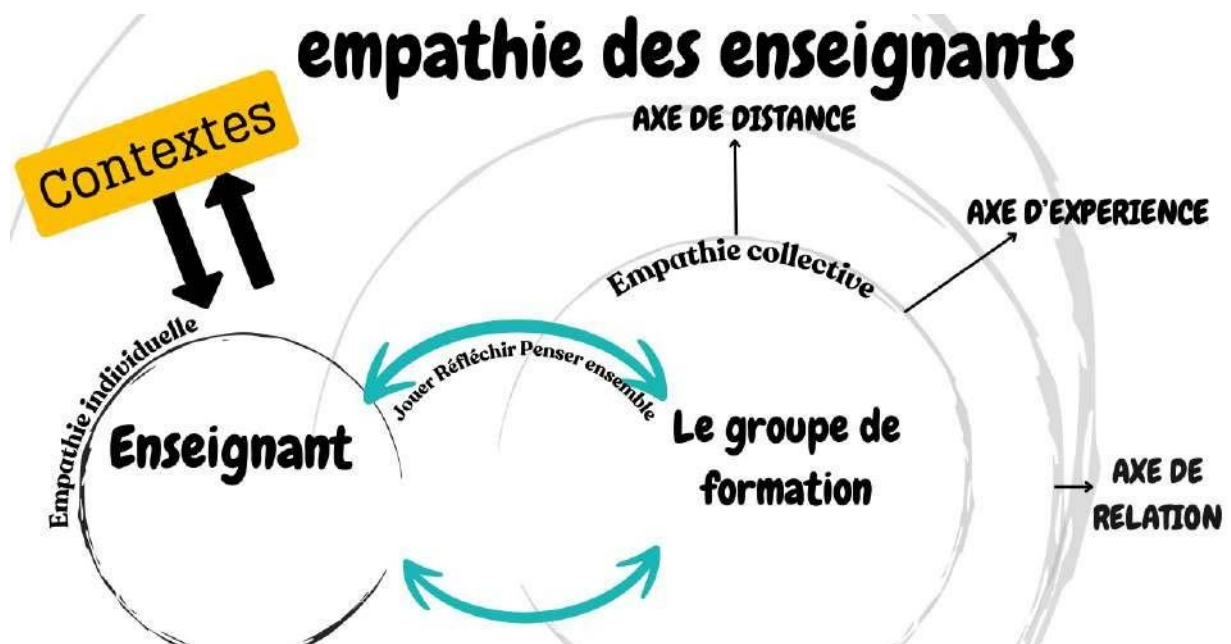 empathie des enseignants
Contextes
AXE DE DISTANCE
AXE D'EXPERIENCE
Empathie collective
Empathie individuelle
Jouer Réfléchir Penser ensemble
Enseignant
Le groupe de
formation
AXE DE
RELATION